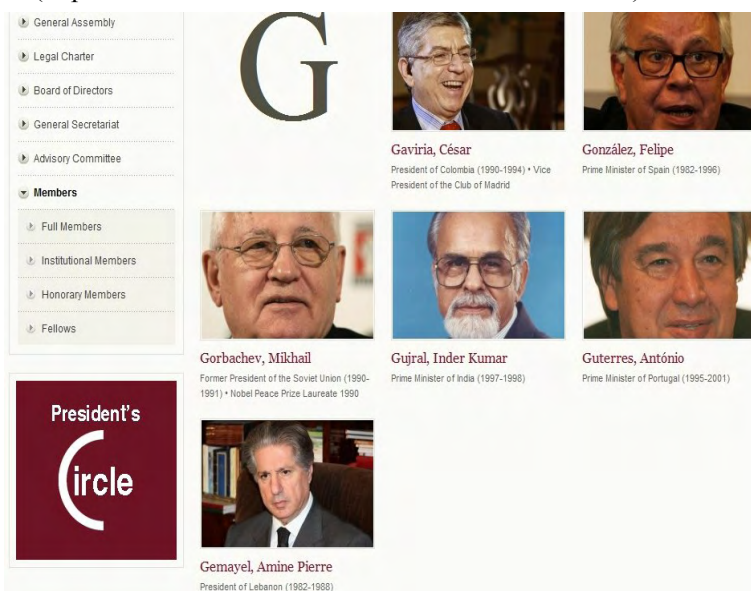 General Assembly
Legal Charter
Board of Directors
General Secretariat
Advisory Committee
Members
Full Members
Institutional Members
Honorary Members
Fellows
President's
Circle
G
Gaviria, César
President of Colombia (1990-1994) • Vice
President of the Club of Madrid
González, Felipe
Prime Minister of Spain (1982-1996)
Gorbachev, Mikhail
Former President of the Soviet Union (1990-
1991) • Nobel Peace Prize Laureate 1990
Gujral, Inder Kumar
Prime Minister of India (1997-1998)
Guterres, António
Prime Minister of Portugal (1995-2001)
Gemayel, Amine Pierre
President of Lebanon (1982-1988)